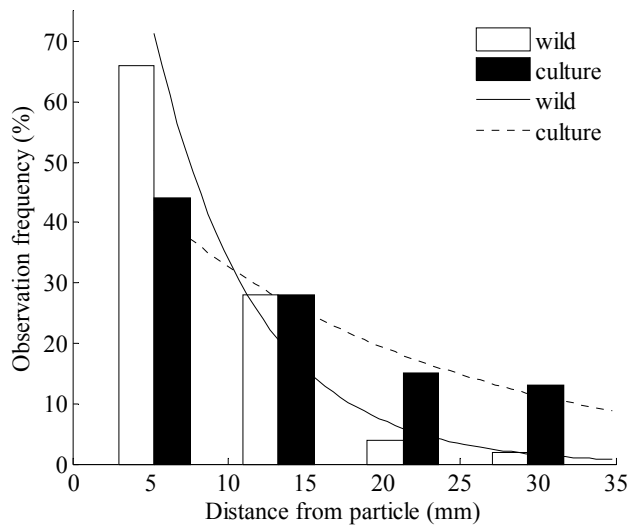 70
60
50
40
30
20
10
0
Observation frequency (%)
wild
culture
wild
culture
0 5 10 15 20 25 30 35
Distance from particle (mm)